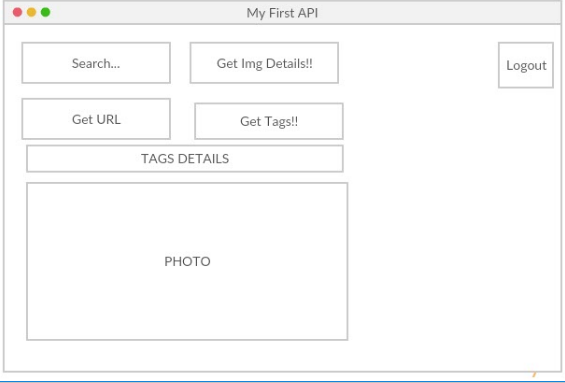 My First API
Search...
Get Img Details!!
Logout
Get URL
Get Tags!!
TAGS DETAILS
PHOTO